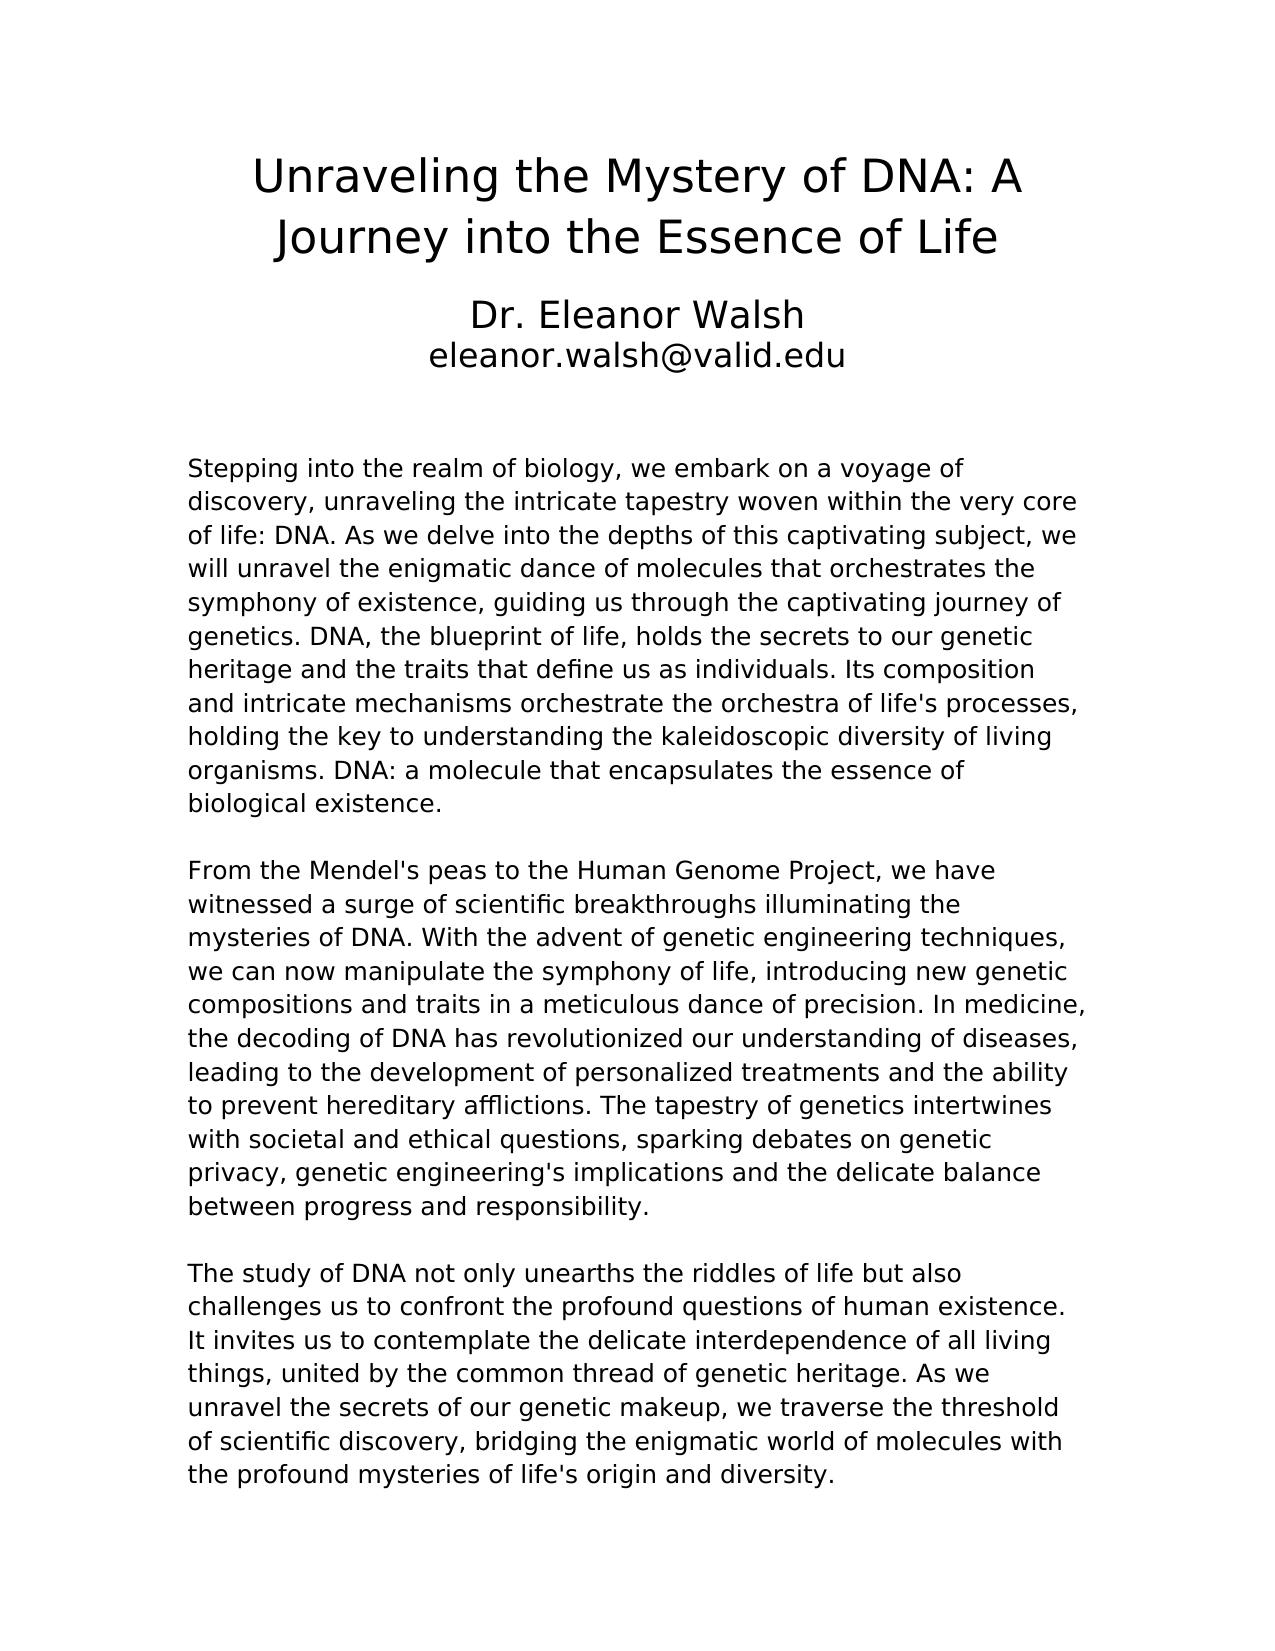 Unraveling the Mystery of DNA: A
Journey into the Essence of Life
Dr. Eleanor Walsh
eleanor.walsh@valid.edu
Stepping into the realm of biology, we embark on a voyage of
discovery, unraveling the intricate tapestry woven within the very core
of life: DNA. As we delve into the depths of this captivating subject, we
will unravel the enigmatic dance of molecules that orchestrates the
symphony of existence, guiding us through the captivating journey of
genetics. DNA, the blueprint of life, holds the secrets to our genetic
heritage and the traits that define us as individuals. Its composition
and intricate mechanisms orchestrate the orchestra of life's processes,
holding the key to understanding the kaleidoscopic diversity of living
organisms. DNA: a molecule that encapsulates the essence of
biological existence.
From the Mendel's peas to the Human Genome Project, we have
witnessed a surge of scientific breakthroughs illuminating the
mysteries of DNA. With the advent of genetic engineering techniques,
we can now manipulate the symphony of life, introducing new genetic
compositions and traits in a meticulous dance of precision. In medicine,
the decoding of DNA has revolutionized our understanding of diseases,
leading to the development of personalized treatments and the ability
to prevent hereditary afflictions. The tapestry of genetics intertwines
with societal and ethical questions, sparking debates on genetic
privacy, genetic engineering's implications and the delicate balance
between progress and responsibility.
The study of DNA not only unearths the riddles of life but also
challenges us to confront the profound questions of human existence.
It invites us to contemplate the delicate interdependence of all living
things, united by the common thread of genetic heritage. As we
unravel the secrets of our genetic makeup, we traverse the threshold
of scientific discovery, bridging the enigmatic world of molecules with
the profound mysteries of life's origin and diversity.